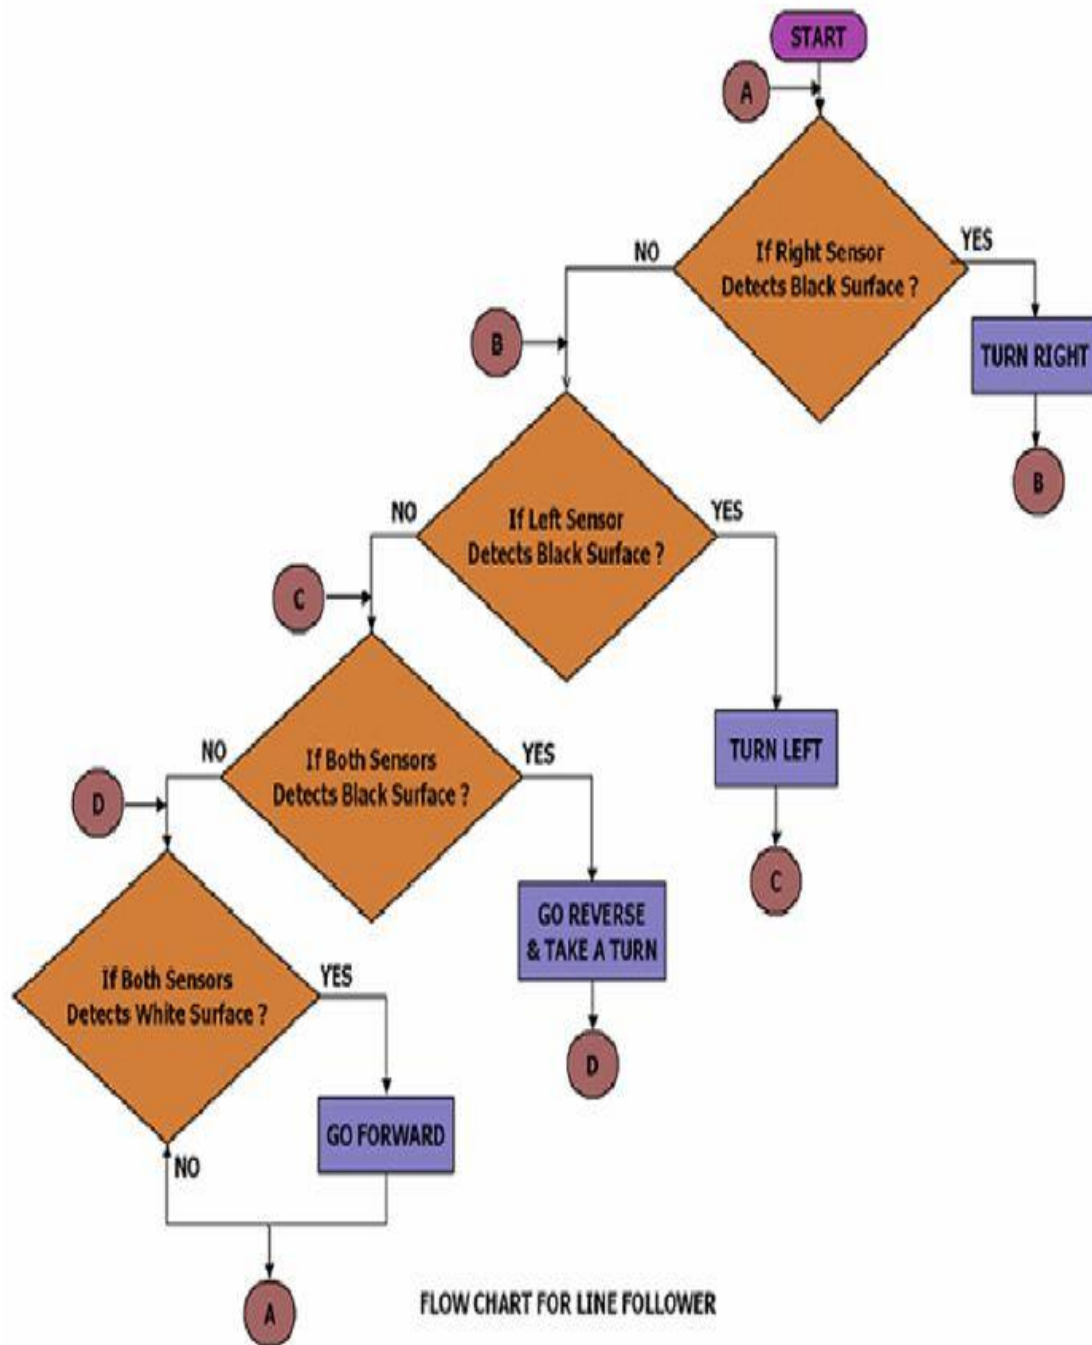 START
A
If Right Sensor
Detects Black Surface ?
NO
YES
TURN RIGHT
B
B
If Left Sensor
Detects Black Surface ?
NO
YES
TURN LEFT
C
C
If Both Sensors
Detects Black Surface ?
NO
YES
GO REVERSE
& TAKE A TURN
D
D
If Both Sensors
Detects White Surface ?
YES
GO FORWARD
NO
A
FLOW CHART FOR LINE FOLLOWER